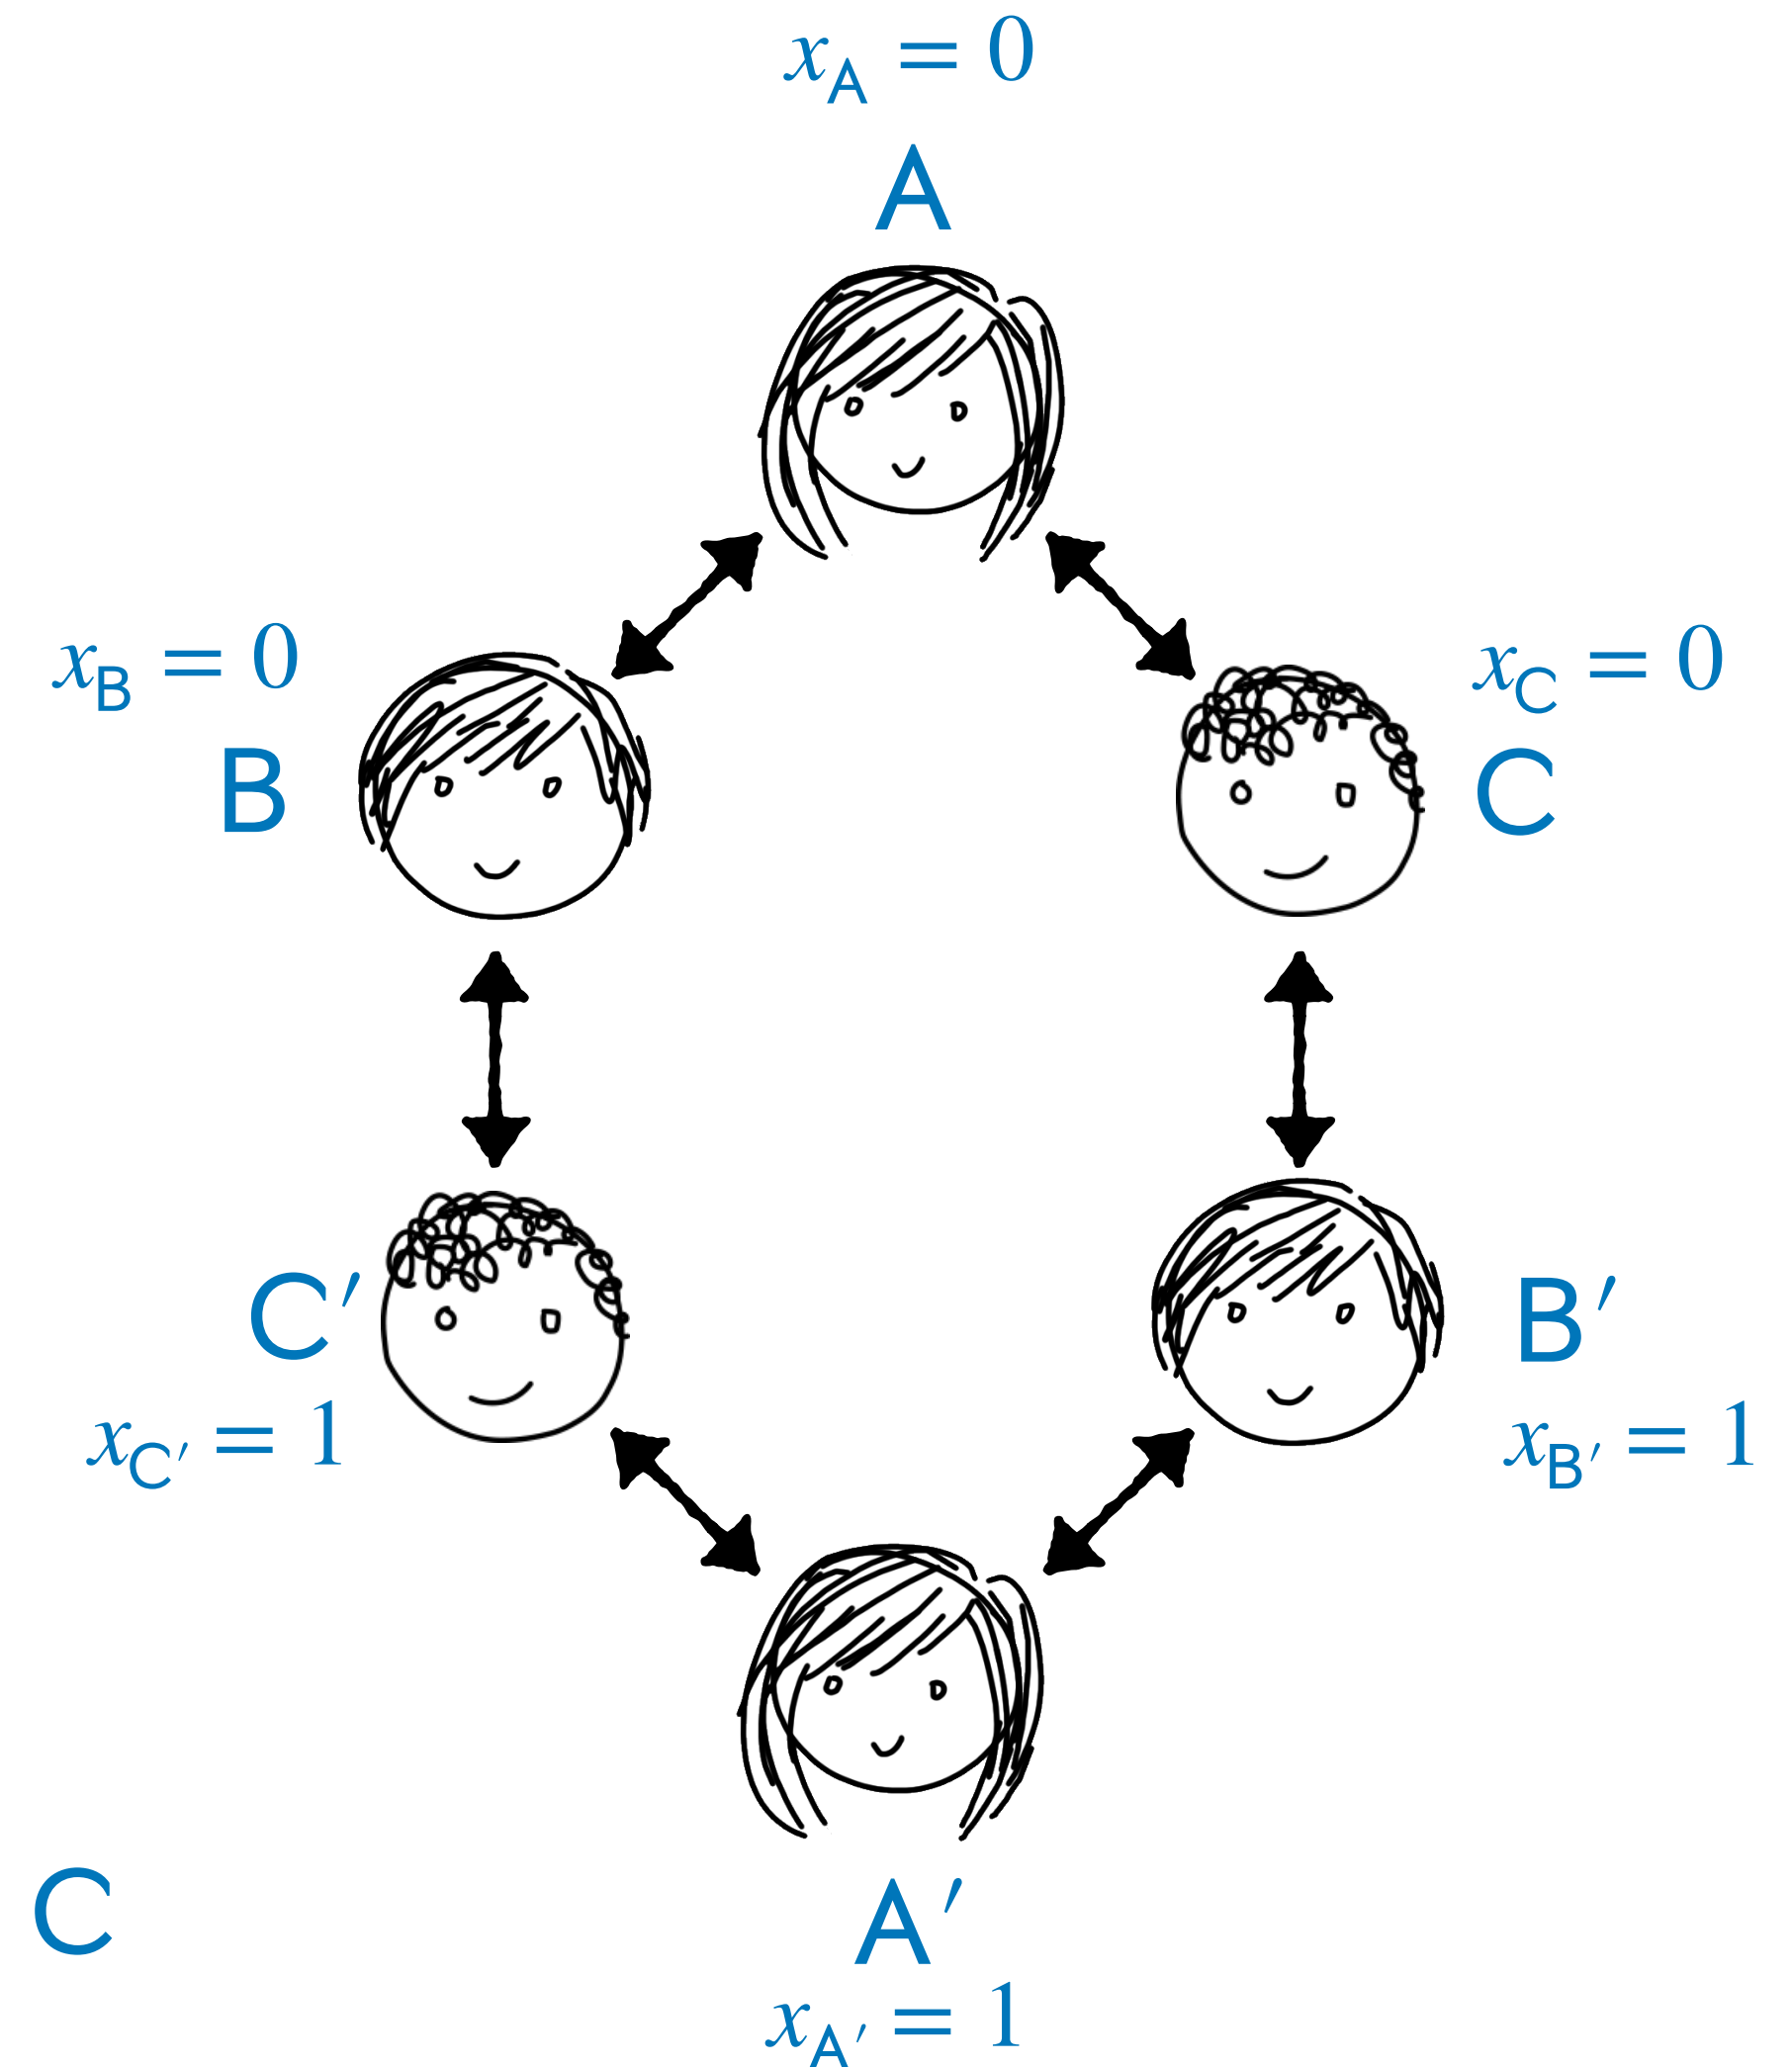 x_A = 0
A
x_B = 0
B
x_C = 0
C
C′
x_C′ = 1
B′
x_B′ = 1
C
A′
x_A′ = 1